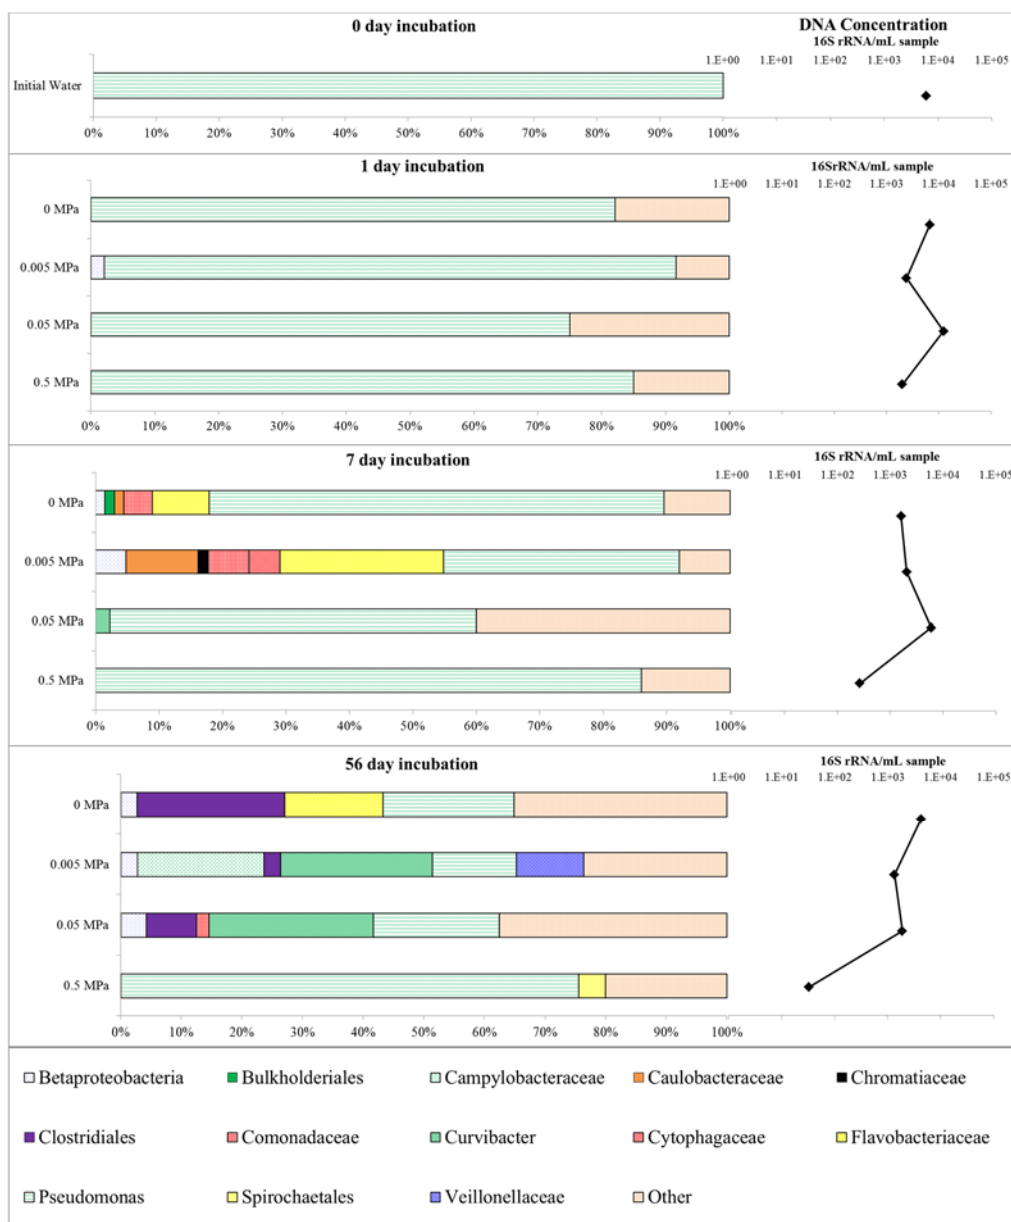 0 day incubation
DNA Concentration
16S rRNA/mL sample
1.E+00 1.E+01 1.E+02 1.E+03 1.E+04 1.E+05
Initial Water
0% 10% 20% 30% 40% 50% 60% 70% 80% 90% 100%
1 day incubation
16SrRNA/mL sample
1.E+00 1.E+01 1.E+02 1.E+03 1.E+04 1.E+05
0 MPa
0.005 MPa
0.05 MPa
0.5 MPa
0% 10% 20% 30% 40% 50% 60% 70% 80% 90% 100%
7 day incubation
16S rRNA/mL sample
1.E+00 1.E+01 1.E+02 1.E+03 1.E+04 1.E+05
0 MPa
0.005 MPa
0.05 MPa
0.5 MPa
0% 10% 20% 30% 40% 50% 60% 70% 80% 90% 100%
56 day incubation
16S rRNA/mL sample
1.E+00 1.E+01 1.E+02 1.E+03 1.E+04 1.E+05
0 MPa
0.005 MPa
0.05 MPa
0.5 MPa
0% 10% 20% 30% 40% 50% 60% 70% 80% 90% 100%
Betaproteobacteria Bulkholderiales Campylobacteraceae Caulobacteraceae Chromatiaceae
Clostridiales Comonadaceae Curvibacter Cytophagaceae Flavobacteriaceae
Pseudomonas Spirochaetales Veillonellaceae Other